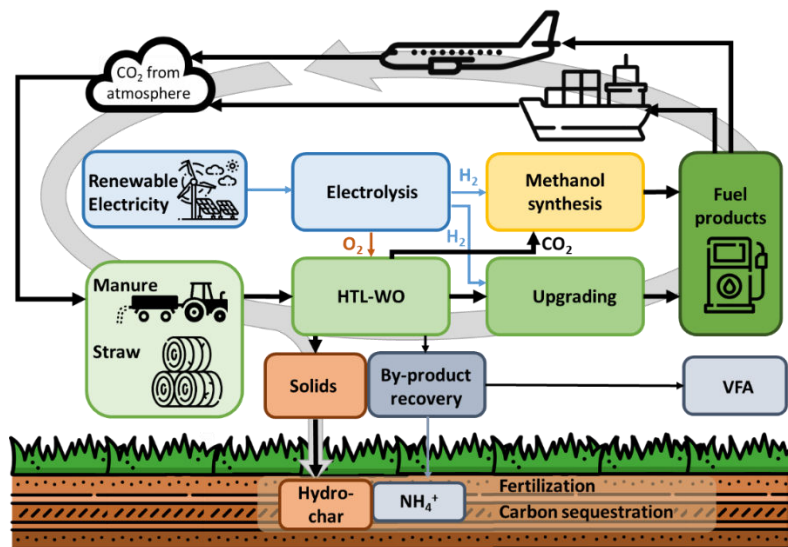 CO₂ from
atmosphere
Renewable
Electricity
Electrolysis
H₂
Methanol
synthesis
Fuel
products
O₂
H₂
CO₂
Manure
Straw
HTL-WO
Upgrading
Solids
By-product
recovery
VFA
Hydro-
char
NH₄⁺
Fertilization
Carbon sequestration